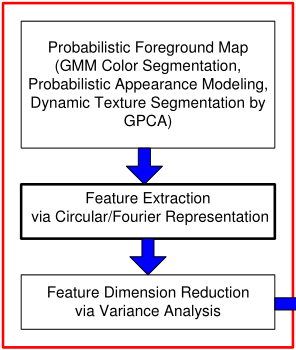 Probabilistic Foreground Map
(GMM Color Segmentation,
Probabilistic Appearance Modeling,
Dynamic Texture Segmentation by
GPCA)
Feature Extraction
via Circular/Fourier Representation
Feature Dimension Reduction
via Variance Analysis